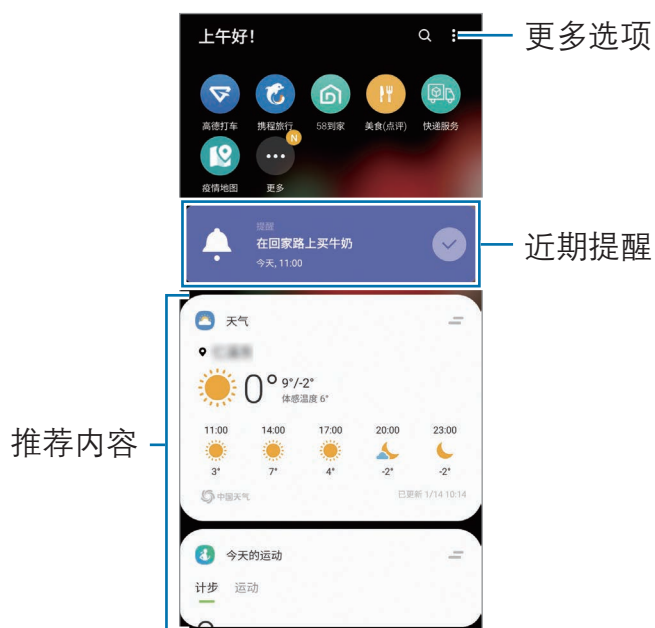 上午好!
更多选项
高德打车 携程旅行 58到家 美食(点评) 快递服务
N
疫情地图 更多
提醒
在回家路上买牛奶
今天, 11:00
近期提醒
天气
0° 9°/-2°
体感温度 6°
推荐内容
11:00 14:00 17:00 20:00 23:00
3° 7° 4° -2° -2°
中国天气 已更新 1/14 10:14
今天的运动
计步 运动